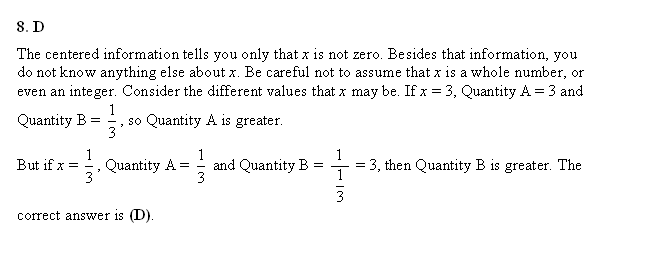 8. D
The centered information tells you only that x is not zero. Besides that information, you
do not know anything else about x. Be careful not to assume that x is a whole number, or
even an integer. Consider the different values that x may be. If x = 3, Quantity A = 3 and
Quantity B = 1/3, so Quantity A is greater.
But if x = 1/3, Quantity A = 1/3 and Quantity B = 1/(1/3) = 3, then Quantity B is greater. The
correct answer is (D).